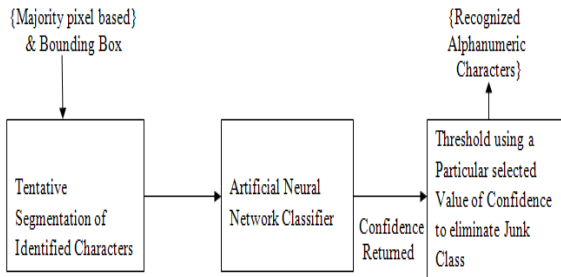 {Majority pixel based}
& Bounding Box
{Recognized
Alphanumeric
Characters}
Tentative
Segmentation of
Identified Characters
Artificial Neural
Network Classifier
Confidence
Returned
Threshold using a
Particular selected
Value of Confidence
to eliminate Junk
Class